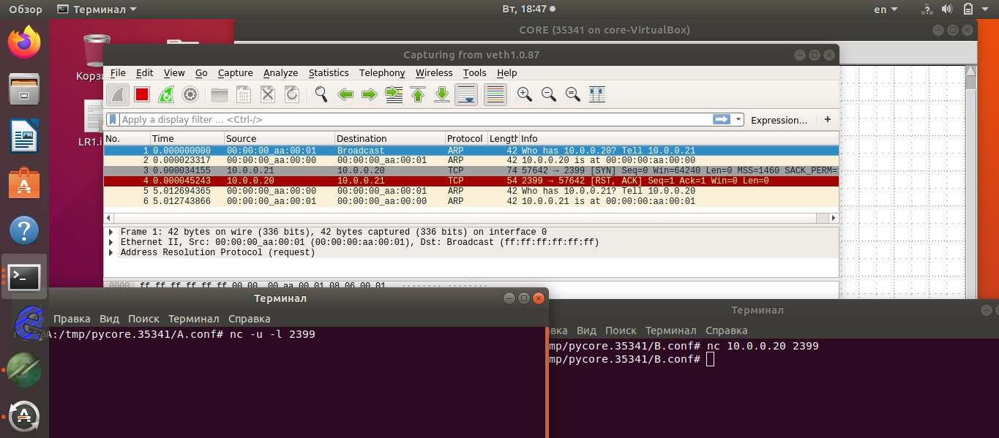 Обзор Терминал Вт, 18:47 en
CORE (35341 on core-VirtualBox)
Capturing from veth1.0.87
File Edit View Go Capture Analyze Statistics Telephony Wireless Tools Help
Apply a display filter ... <Ctrl-/> Expression... +
No. Time Source Destination Protocol Length Info
1 0.000000000 00:00:00_aa:00:01 Broadcast ARP 42 Who has 10.0.0.20? Tell 10.0.0.21
2 0.000023317 00:00:00_aa:00:00 00:00:00_aa:00:01 ARP 42 10.0.0.20 is at 00:00:00:aa:00:00
3 0.000034155 10.0.0.21 10.0.0.20 TCP 74 57642 → 2399 [SYN] Seq=0 Win=64240 Len=0 MSS=1460 SACK_PERM=
4 0.000045243 10.0.0.20 10.0.0.21 TCP 54 2399 → 57642 [RST, ACK] Seq=1 Ack=1 Win=0 Len=0
5 5.012694365 00:00:00_aa:00:00 00:00:00_aa:00:01 ARP 42 Who has 10.0.0.21? Tell 10.0.0.20
6 5.012743866 00:00:00_aa:00:01 00:00:00_aa:00:00 ARP 42 10.0.0.21 is at 00:00:00:aa:00:01
Frame 1: 42 bytes on wire (336 bits), 42 bytes captured (336 bits) on interface 0
Ethernet II, Src: 00:00:00_aa:00:01 (00:00:00:aa:00:01), Dst: Broadcast (ff:ff:ff:ff:ff:ff)
Address Resolution Protocol (request)
0000 ff ff ff ff ff ff 00 00 00 aa 00 01 08 06 00 01 ........ ........
Корз
LR1.i
Терминал
Правка Вид Поиск Терминал Справка
A:/tmp/pycore.35341/A.conf# nc -u -l 2399
Терминал
вка Вид Поиск Терминал Справка
mp/pycore.35341/B.conf# nc 10.0.0.20 2399
mp/pycore.35341/B.conf#